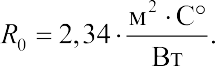 R₀ = 2,34 · м² · С° / Вт.